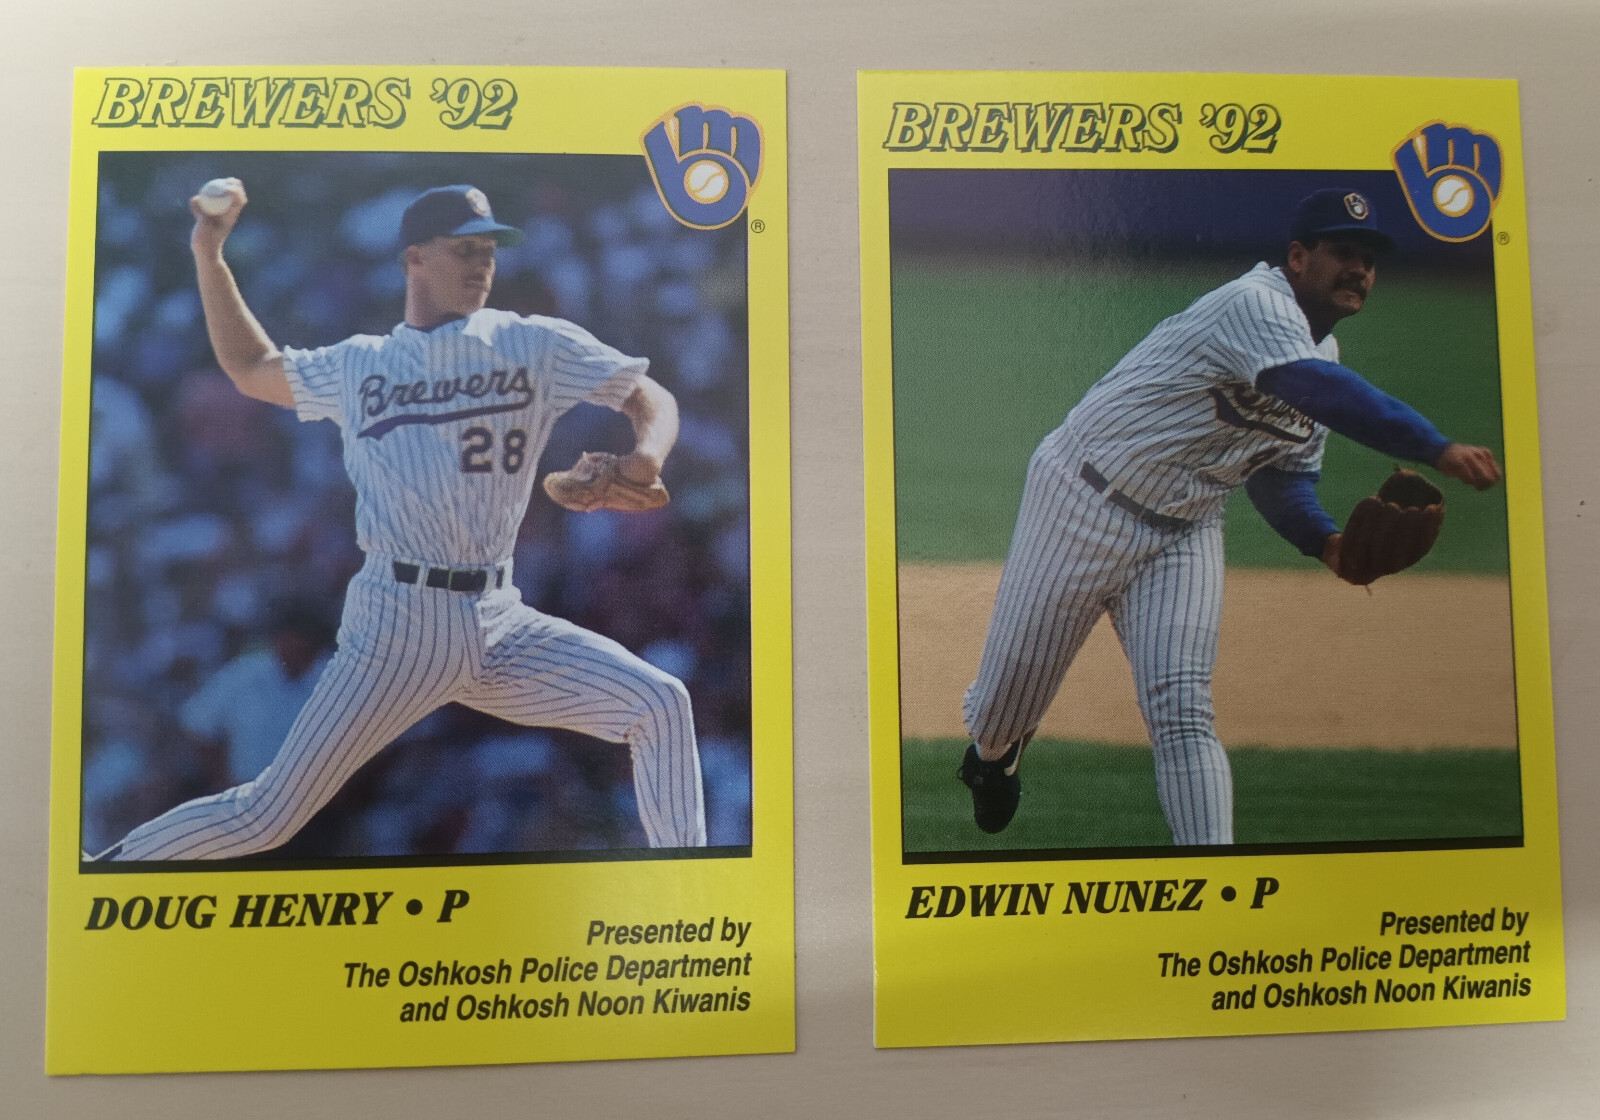 BREWERS '92
®
Brewers
28
DOUG HENRY • P
Presented by
The Oshkosh Police Department
and Oshkosh Noon Kiwanis
BREWERS '92
®
EDWIN NUNEZ • P
Presented by
The Oshkosh Police Department
and Oshkosh Noon Kiwanis